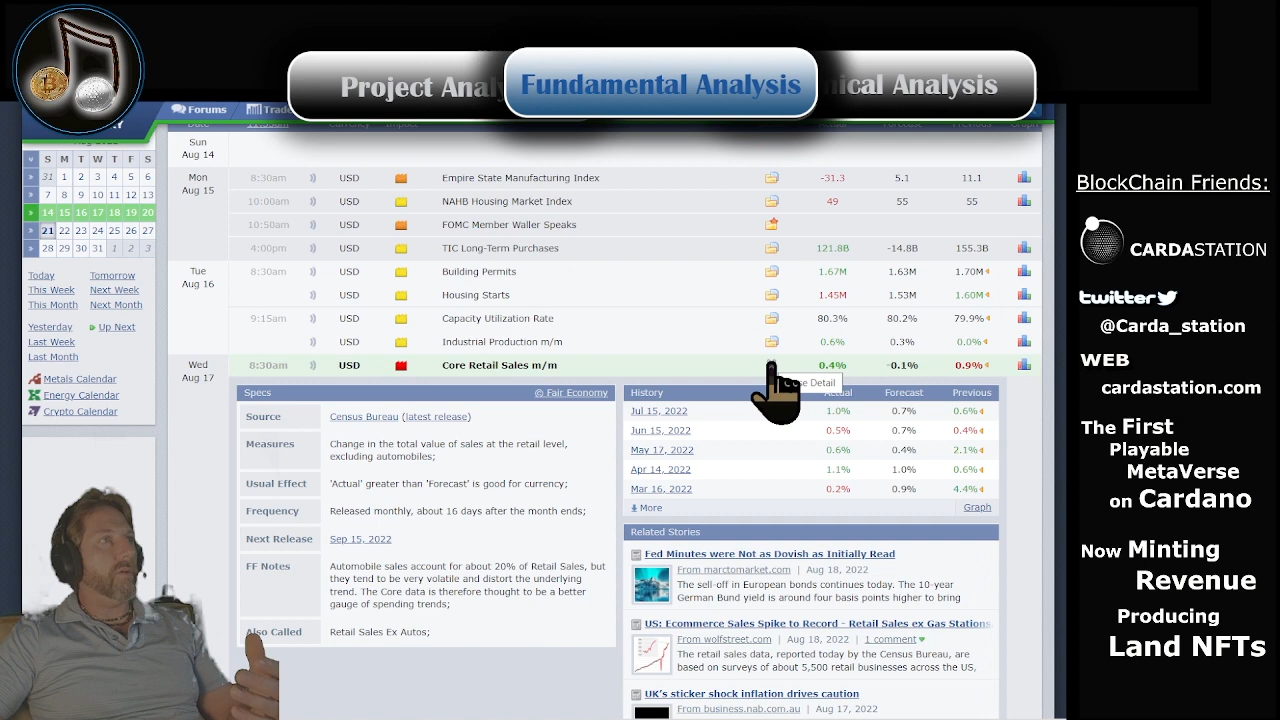 Project Analy
Fundamental Analysis
nical Analysis
Forums
Trad
Aug 2022
S M T W T F S
31 1 2 3 4 5 6
7 8 9 10 11 12 13
14 15 16 17 18 19 20
21 22 23 24 25 26 27
28 29 30 31 1 2 3
Today Tomorrow
This Week Next Week
This Month Next Month
Yesterday Up Next
Last Week
Last Month
Metals Calendar
Energy Calendar
Crypto Calendar
Date Currency Impact Actual Forecast Previous Graph
Sun
Aug 14
Mon
Aug 15
8:30am USD Empire State Manufacturing Index -31.3 5.1 11.1
10:00am USD NAHB Housing Market Index 49 55 55
10:50am USD FOMC Member Waller Speaks
4:00pm USD TIC Long-Term Purchases 121.8B -14.8B 155.3B
Tue
Aug 16
8:30am USD Building Permits 1.67M 1.63M 1.70M
USD Housing Starts 1.45M 1.53M 1.60M
9:15am USD Capacity Utilization Rate 80.3% 80.2% 79.9%
USD Industrial Production m/m 0.6% 0.3% 0.0%
Wed
Aug 17
8:30am USD Core Retail Sales m/m 0.4% -0.1% 0.9%
Specs © Fair Economy
Source Census Bureau (latest release)
Measures Change in the total value of sales at the retail level,
excluding automobiles;
Usual Effect 'Actual' greater than 'Forecast' is good for currency;
Frequency Released monthly, about 16 days after the month ends;
Next Release Sep 15, 2022
FF Notes Automobile sales account for about 20% of Retail Sales, but
they tend to be very volatile and distort the underlying
trend. The Core data is therefore thought to be a better
gauge of spending trends;
Also Called Retail Sales Ex Autos;
Detail
History Actual Forecast Previous
Jul 15, 2022 1.0% 0.7% 0.6%
Jun 15, 2022 0.5% 0.7% 0.4%
May 17, 2022 0.6% 0.4% 2.1%
Apr 14, 2022 1.1% 1.0% 0.6%
Mar 16, 2022 0.2% 0.9% 4.4%
More Graph
Related Stories
Fed Minutes were Not as Dovish as Initially Read
From marctomarket.com | Aug 18, 2022
The sell-off in European bonds continues today. The 10-year
German Bund yield is around four basis points higher to bring
US: Ecommerce Sales Spike to Record - Retail Sales ex Gas Stations
From wolfstreet.com | Aug 18, 2022 | 1 comment
The retail sales data, reported today by the Census Bureau, are
based on surveys of about 5,500 retail businesses across the US,
UK's sticker shock inflation drives caution
From business.nab.com.au | Aug 17, 2022
BlockChain Friends:
CARDASTATION
twitter
@Carda_station
WEB
cardastation.com
The First
Playable
MetaVerse
on Cardano
Now Minting
Revenue
Producing
Land NFTs